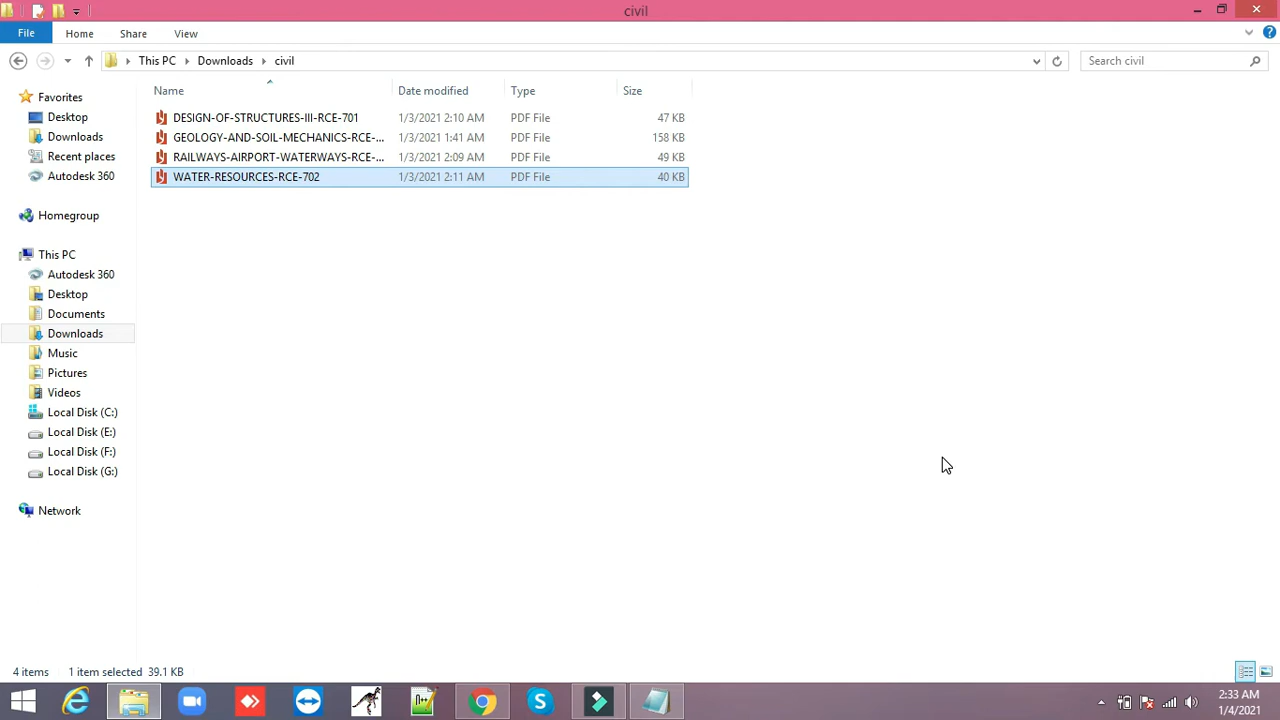 civil
File Home Share View
This PC Downloads civil Search civil
Name Date modified Type Size
DESIGN-OF-STRUCTURES-III-RCE-701 1/3/2021 2:10 AM PDF File 47 KB
GEOLOGY-AND-SOIL-MECHANICS-RCE-... 1/3/2021 1:41 AM PDF File 158 KB
RAILWAYS-AIRPORT-WATERWAYS-RCE-... 1/3/2021 2:09 AM PDF File 49 KB
WATER-RESOURCES-RCE-702 1/3/2021 2:11 AM PDF File 40 KB
Favorites
Desktop
Downloads
Recent places
Autodesk 360
Homegroup
This PC
Autodesk 360
Desktop
Documents
Downloads
Music
Pictures
Videos
Local Disk (C:)
Local Disk (E:)
Local Disk (F:)
Local Disk (G:)
Network
4 items 1 item selected 39.1 KB
2:33 AM
1/4/2021